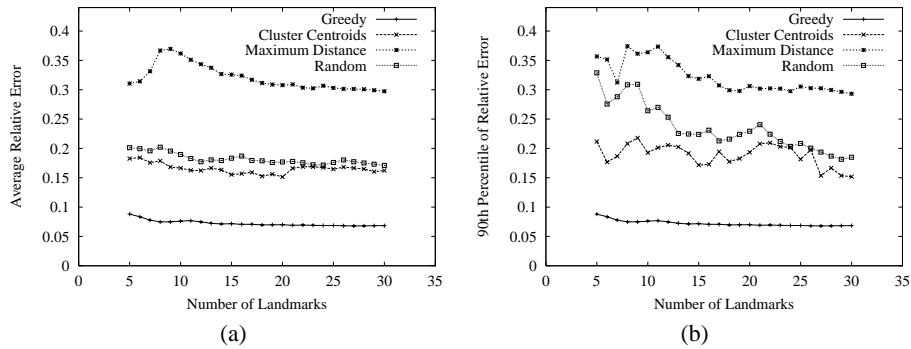 Average Relative Error
0.4
0.35
0.3
0.25
0.2
0.15
0.1
0.05
0
0 5 10 15 20 25 30 35
Number of Landmarks
Greedy
Cluster Centroids
Maximum Distance
Random
(a)
90th Percentile of Relative Error
0.4
0.35
0.3
0.25
0.2
0.15
0.1
0.05
0
0 5 10 15 20 25 30 35
Number of Landmarks
Greedy
Cluster Centroids
Maximum Distance
Random
(b)